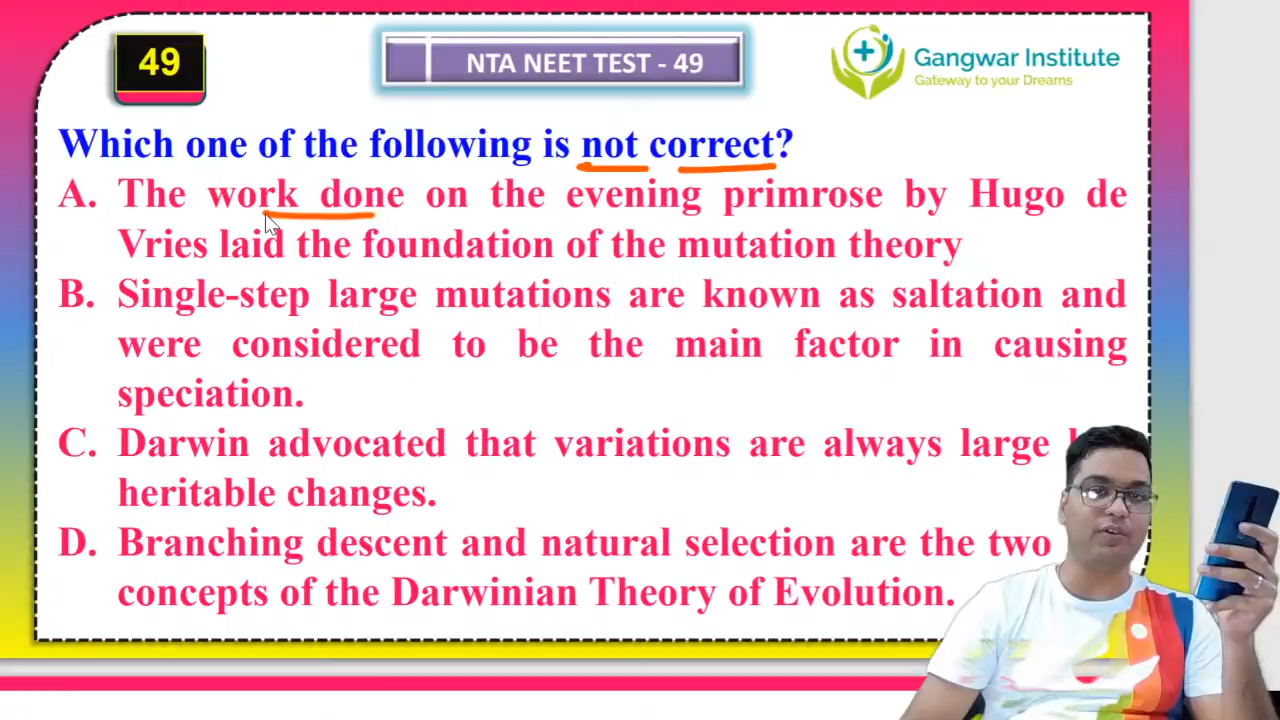 49
NTA NEET TEST - 49
Gangwar Institute
Gateway to your Dreams
Which one of the following is not correct?
A. The work done on the evening primrose by Hugo de
Vries laid the foundation of the mutation theory
B. Single-step large mutations are known as saltation and
were considered to be the main factor in causing
speciation.
C. Darwin advocated that variations are always large
heritable changes.
D. Branching descent and natural selection are the two
concepts of the Darwinian Theory of Evolution.